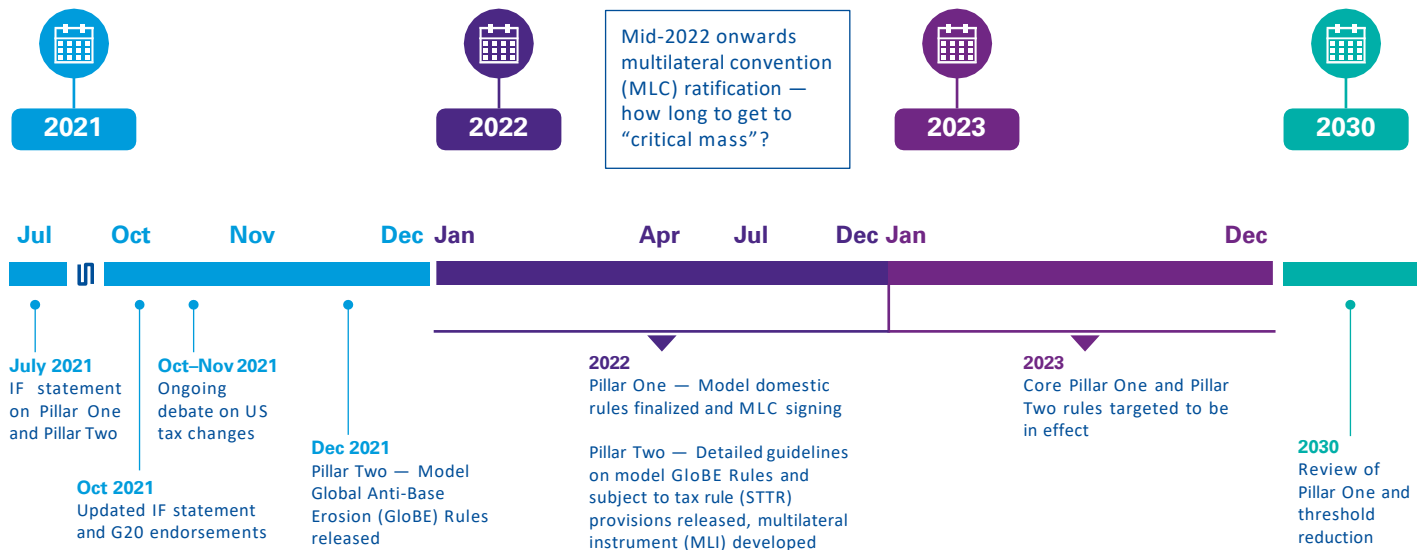 2021
2022
Mid-2022 onwards
multilateral convention
(MLC) ratification —
how long to get to
“critical mass”?
2023
2030
Jul
Oct
Nov
Dec
Jan
Apr
Jul
Dec
Jan
Dec
July 2021
IF statement
on Pillar One
and Pillar Two
Oct 2021
Updated IF statement
and G20 endorsements
Oct–Nov 2021
Ongoing
debate on US
tax changes
Dec 2021
Pillar Two — Model
Global Anti-Base
Erosion (GloBE) Rules
released
2022
Pillar One — Model domestic
rules finalized and MLC signing
Pillar Two — Detailed guidelines
on model GloBE Rules and
subject to tax rule (STTR)
provisions released, multilateral
instrument (MLI) developed
2023
Core Pillar One and Pillar
Two rules targeted to be
in effect
2030
Review of
Pillar One and
threshold
reduction